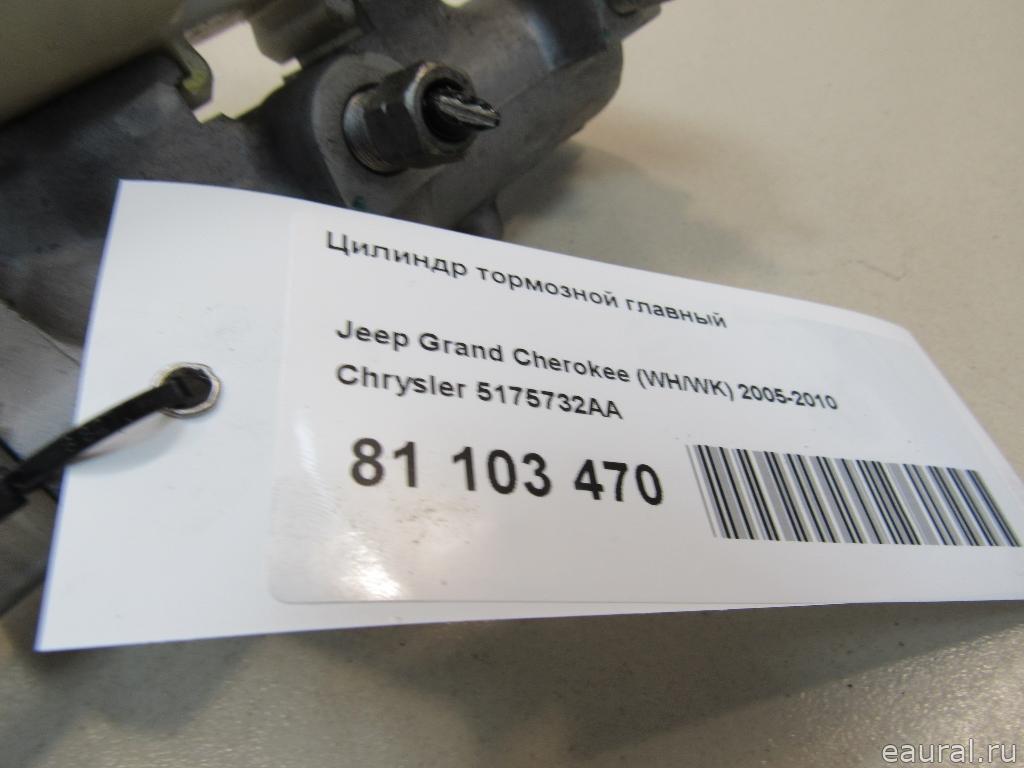 Цилиндр тормозной главный
Jeep Grand Cherokee (WH/WK) 2005-2010
Chrysler 5175732AA
81 103 470
eaural.ru